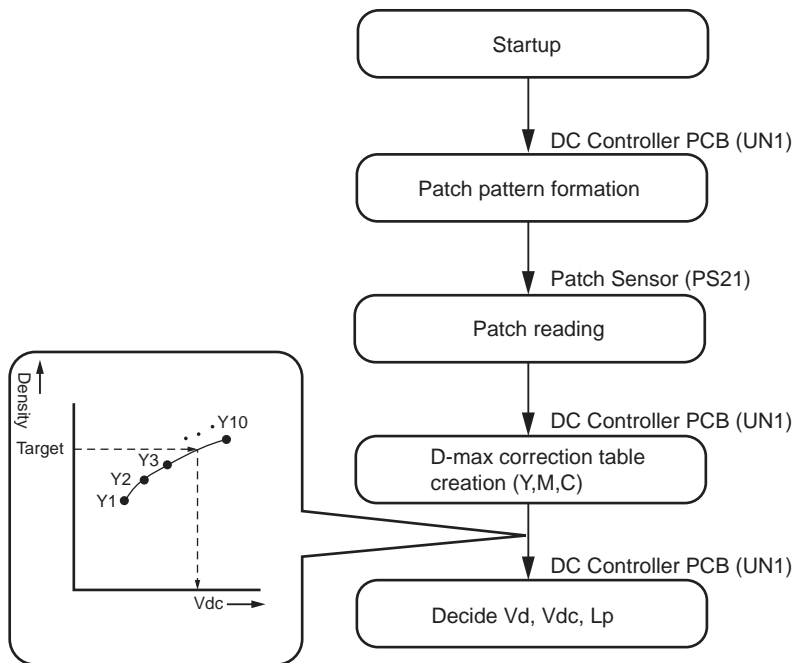 Startup
DC Controller PCB (UN1)
Patch pattern formation
Patch Sensor (PS21)
Patch reading
DC Controller PCB (UN1)
D-max correction table
creation (Y,M,C)
DC Controller PCB (UN1)
Decide Vd, Vdc, Lp
Density
Target
Y1
Y2
Y3
Y10
Vdc